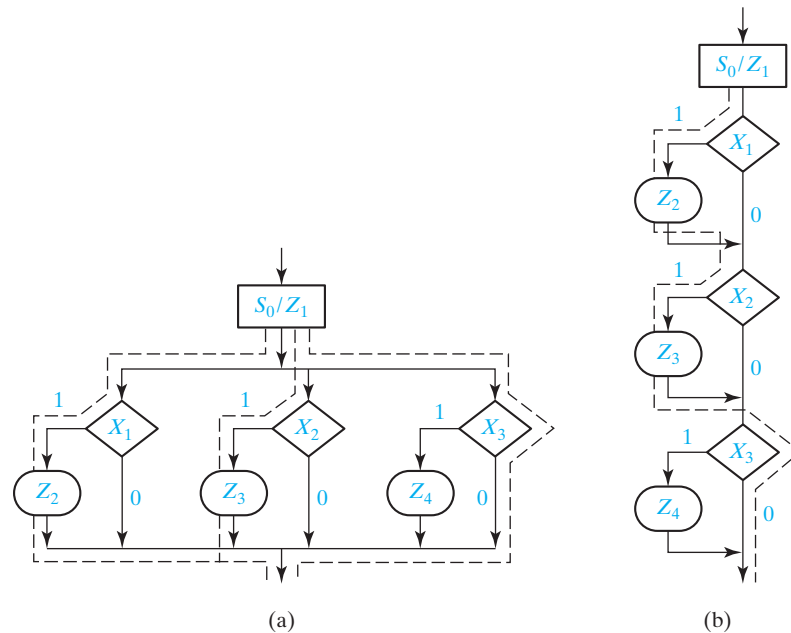 S₀/Z₁
1
X₁
Z₂
0
1
X₂
Z₃
0
1
X₃
Z₄
0
(a)
S₀/Z₁
1
X₁
Z₂
0
1
X₂
Z₃
0
1
X₃
Z₄
0
(b)